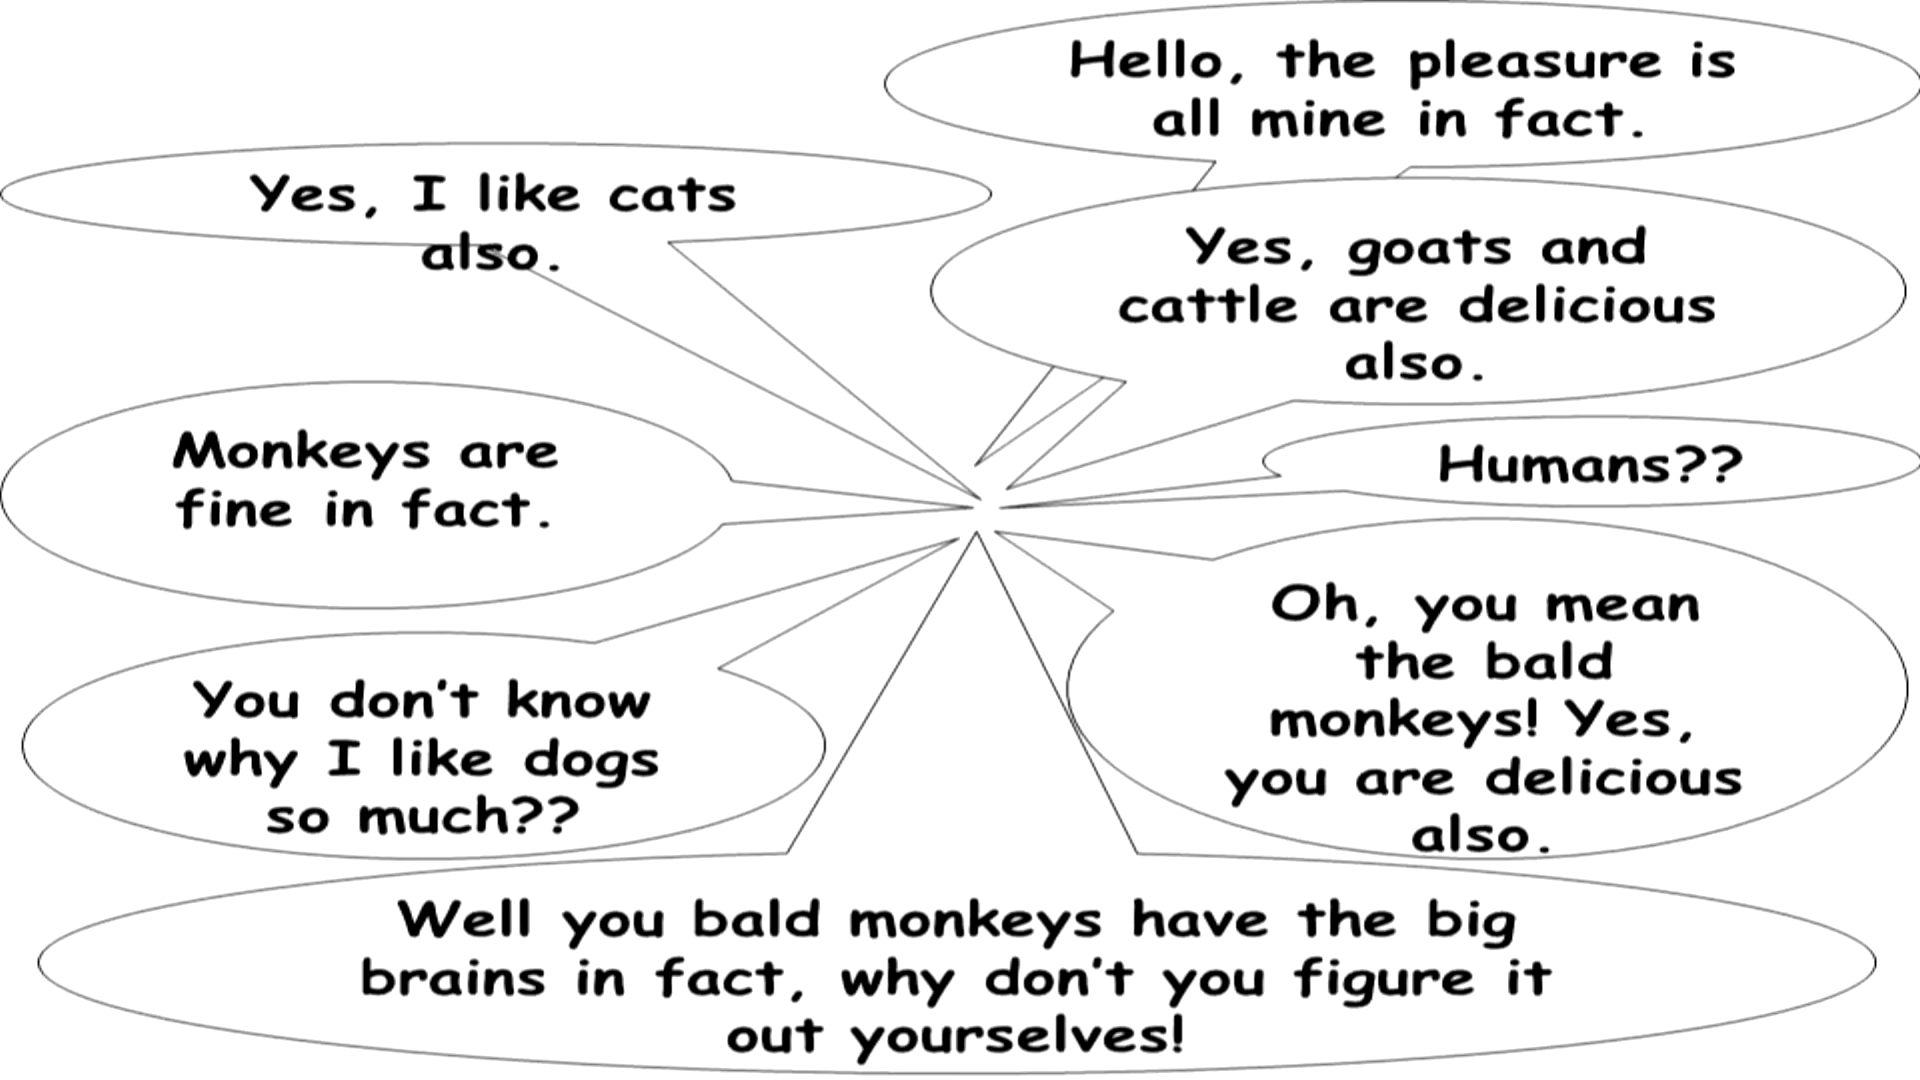 Hello, the pleasure is
all mine in fact.
Yes, I like cats
also.
Yes, goats and
cattle are delicious
also.
Monkeys are
fine in fact.
Humans??
Oh, you mean
the bald
monkeys! Yes,
you are delicious
also.
You don't know
why I like dogs
so much??
Well you bald monkeys have the big
brains in fact, why don't you figure it
out yourselves!